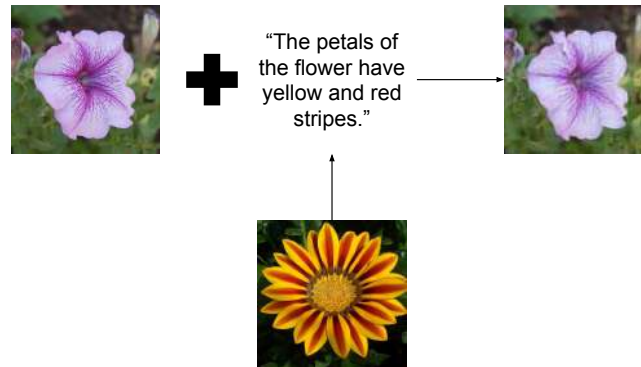 “The petals of
the flower have
yellow and red
stripes.”